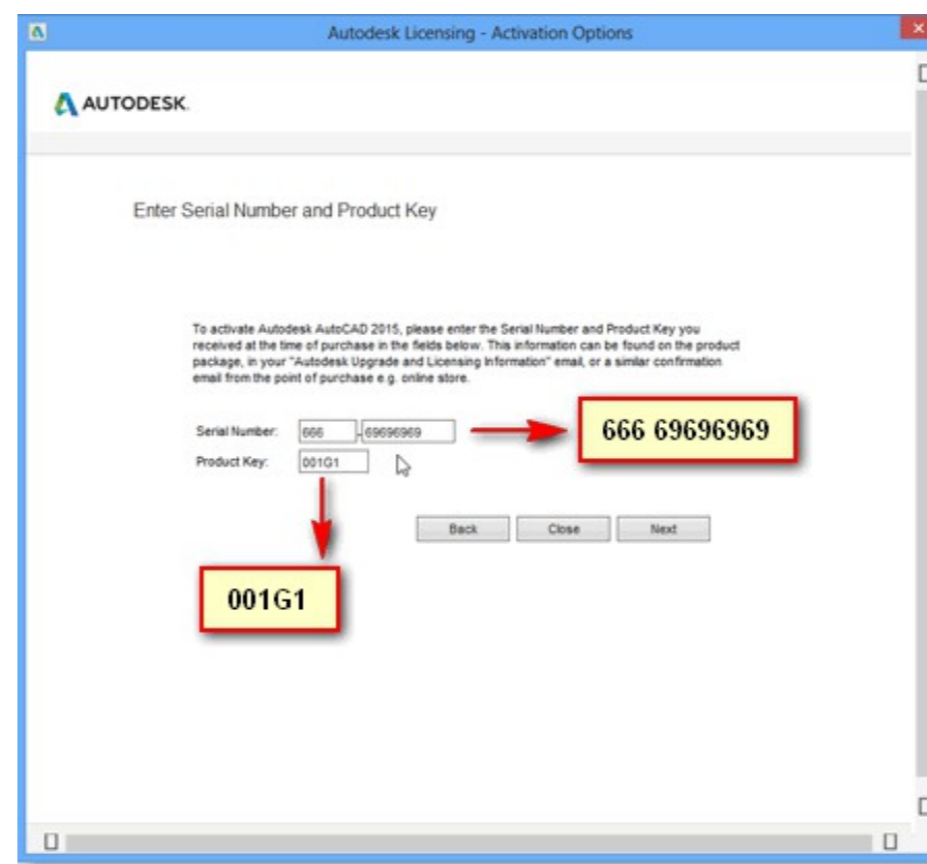 Autodesk Licensing - Activation Options
AUTODESK.
Enter Serial Number and Product Key
To activate Autodesk AutoCAD 2015, please enter the Serial Number and Product Key you
received at the time of purchase in the fields below. This information can be found on the product
package, in your "Autodesk Upgrade and Licensing Information" email, or a similar confirmation
email from the point of purchase e.g. online store.
Serial Number: 666 - 69696969
666 69696969
Product Key: 001G1
Back Close Next
001G1